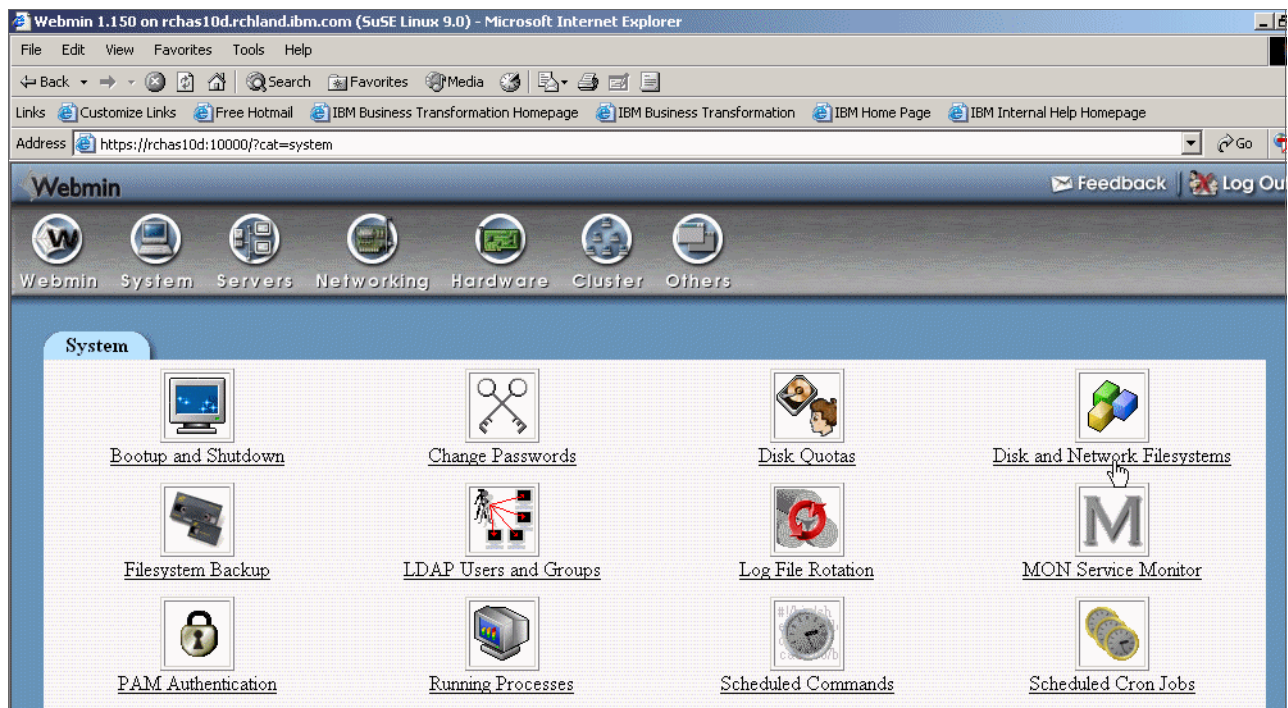 Webmin 1.150 on rchas10d.rchland.ibm.com (SuSE Linux 9.0) - Microsoft Internet Explorer
File Edit View Favorites Tools Help
Back Search Favorites Media
Links Customize Links Free Hotmail IBM Business Transformation Homepage IBM Business Transformation IBM Home Page IBM Internal Help Homepage
Address https://rchas10d:10000/?cat=system Go
Webmin Feedback Log Ou
Webmin System Servers Networking Hardware Cluster Others
System
Bootup and Shutdown Change Passwords Disk Quotas Disk and Network Filesystems
Filesystem Backup LDAP Users and Groups Log File Rotation MON Service Monitor
PAM Authentication Running Processes Scheduled Commands Scheduled Cron Jobs